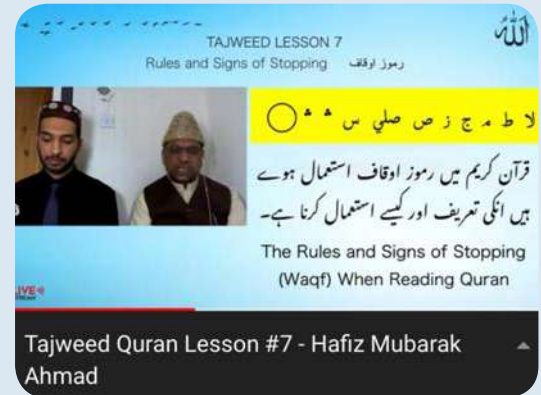 الله
TAJWEED LESSON 7
Rules and Signs of Stopping رموز اوقاف
لا ط مـ ج ز ص صلي س ۛ ۛ ◯
قرآن کریم میں رموز اوقاف استعمال ہوے
ہیں انکی تعریف اور کیسے استعمال کرنا ہے۔
The Rules and Signs of Stopping
(Waqf) When Reading Quran
LIVE
Tajweed Quran Lesson #7 - Hafiz Mubarak
Ahmad